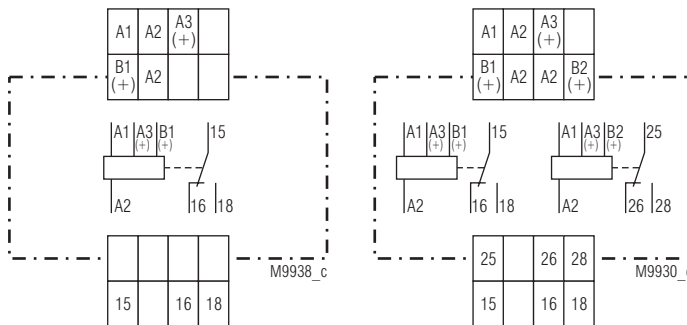 A1 A2 A3 (+)
B1 (+) A2
A1 A3 (+) B1 (+) 15
A2 16 18
M9938_c
15 16 18
A1 A2 A3 (+)
B1 (+) A2 A2 B2 (+)
A1 A3 (+) B1 (+) 15 A1 A3 (+) B2 (+) 25
A2 16 18 A2 26 28
25 26 28
M9930_
15 16 18